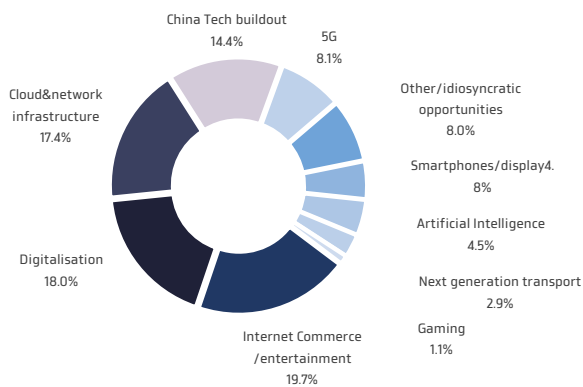 China Tech buildout
14.4%
5G
8.1%
Other/idiosyncratic
opportunities
8.0%
Smartphones/display4.
8%
Artificial Intelligence
4.5%
Next generation transport
2.9%
Gaming
1.1%
Internet Commerce
/entertainment
19.7%
Digitalisation
18.0%
Cloud&network
infrastructure
17.4%